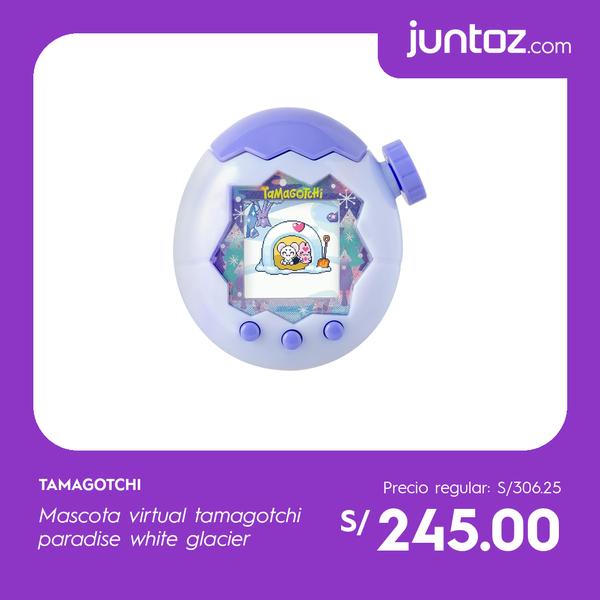 juntoz.com
TAMAGOTCHI
TAMAGOTCHI
Mascota virtual tamagotchi
paradise white glacier
Precio regular: S/306.25
S/ 245.00